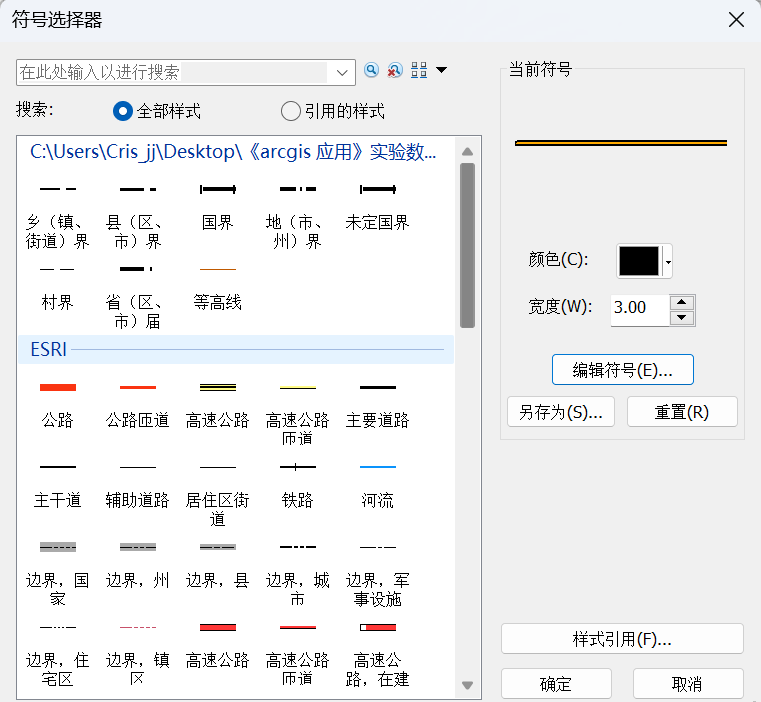 符号选择器
在此处输入以进行搜索
搜索:
全部样式
引用的样式
C:\Users\Cris_jj\Desktop\《arcgis 应用》实验数...
乡（镇、
街道）界
县（区、
市）界
国界
地（市、
州）界
未定国界
村界
省（区、
市）届
等高线
ESRI
公路
公路匝道
高速公路
高速公路
匝道
主要道路
主干道
辅助道路
居住区街
道
铁路
河流
边界，国
家
边界，州
边界，县
边界，城
市
边界，军
事设施
边界，住
宅区
边界，镇
区
高速公路
高速公路
匝道
高速公
路，在建
当前符号
颜色(C):
宽度(W):
3.00
编辑符号(E)...
另存为(S)...
重置(R)
样式引用(F)...
确定
取消